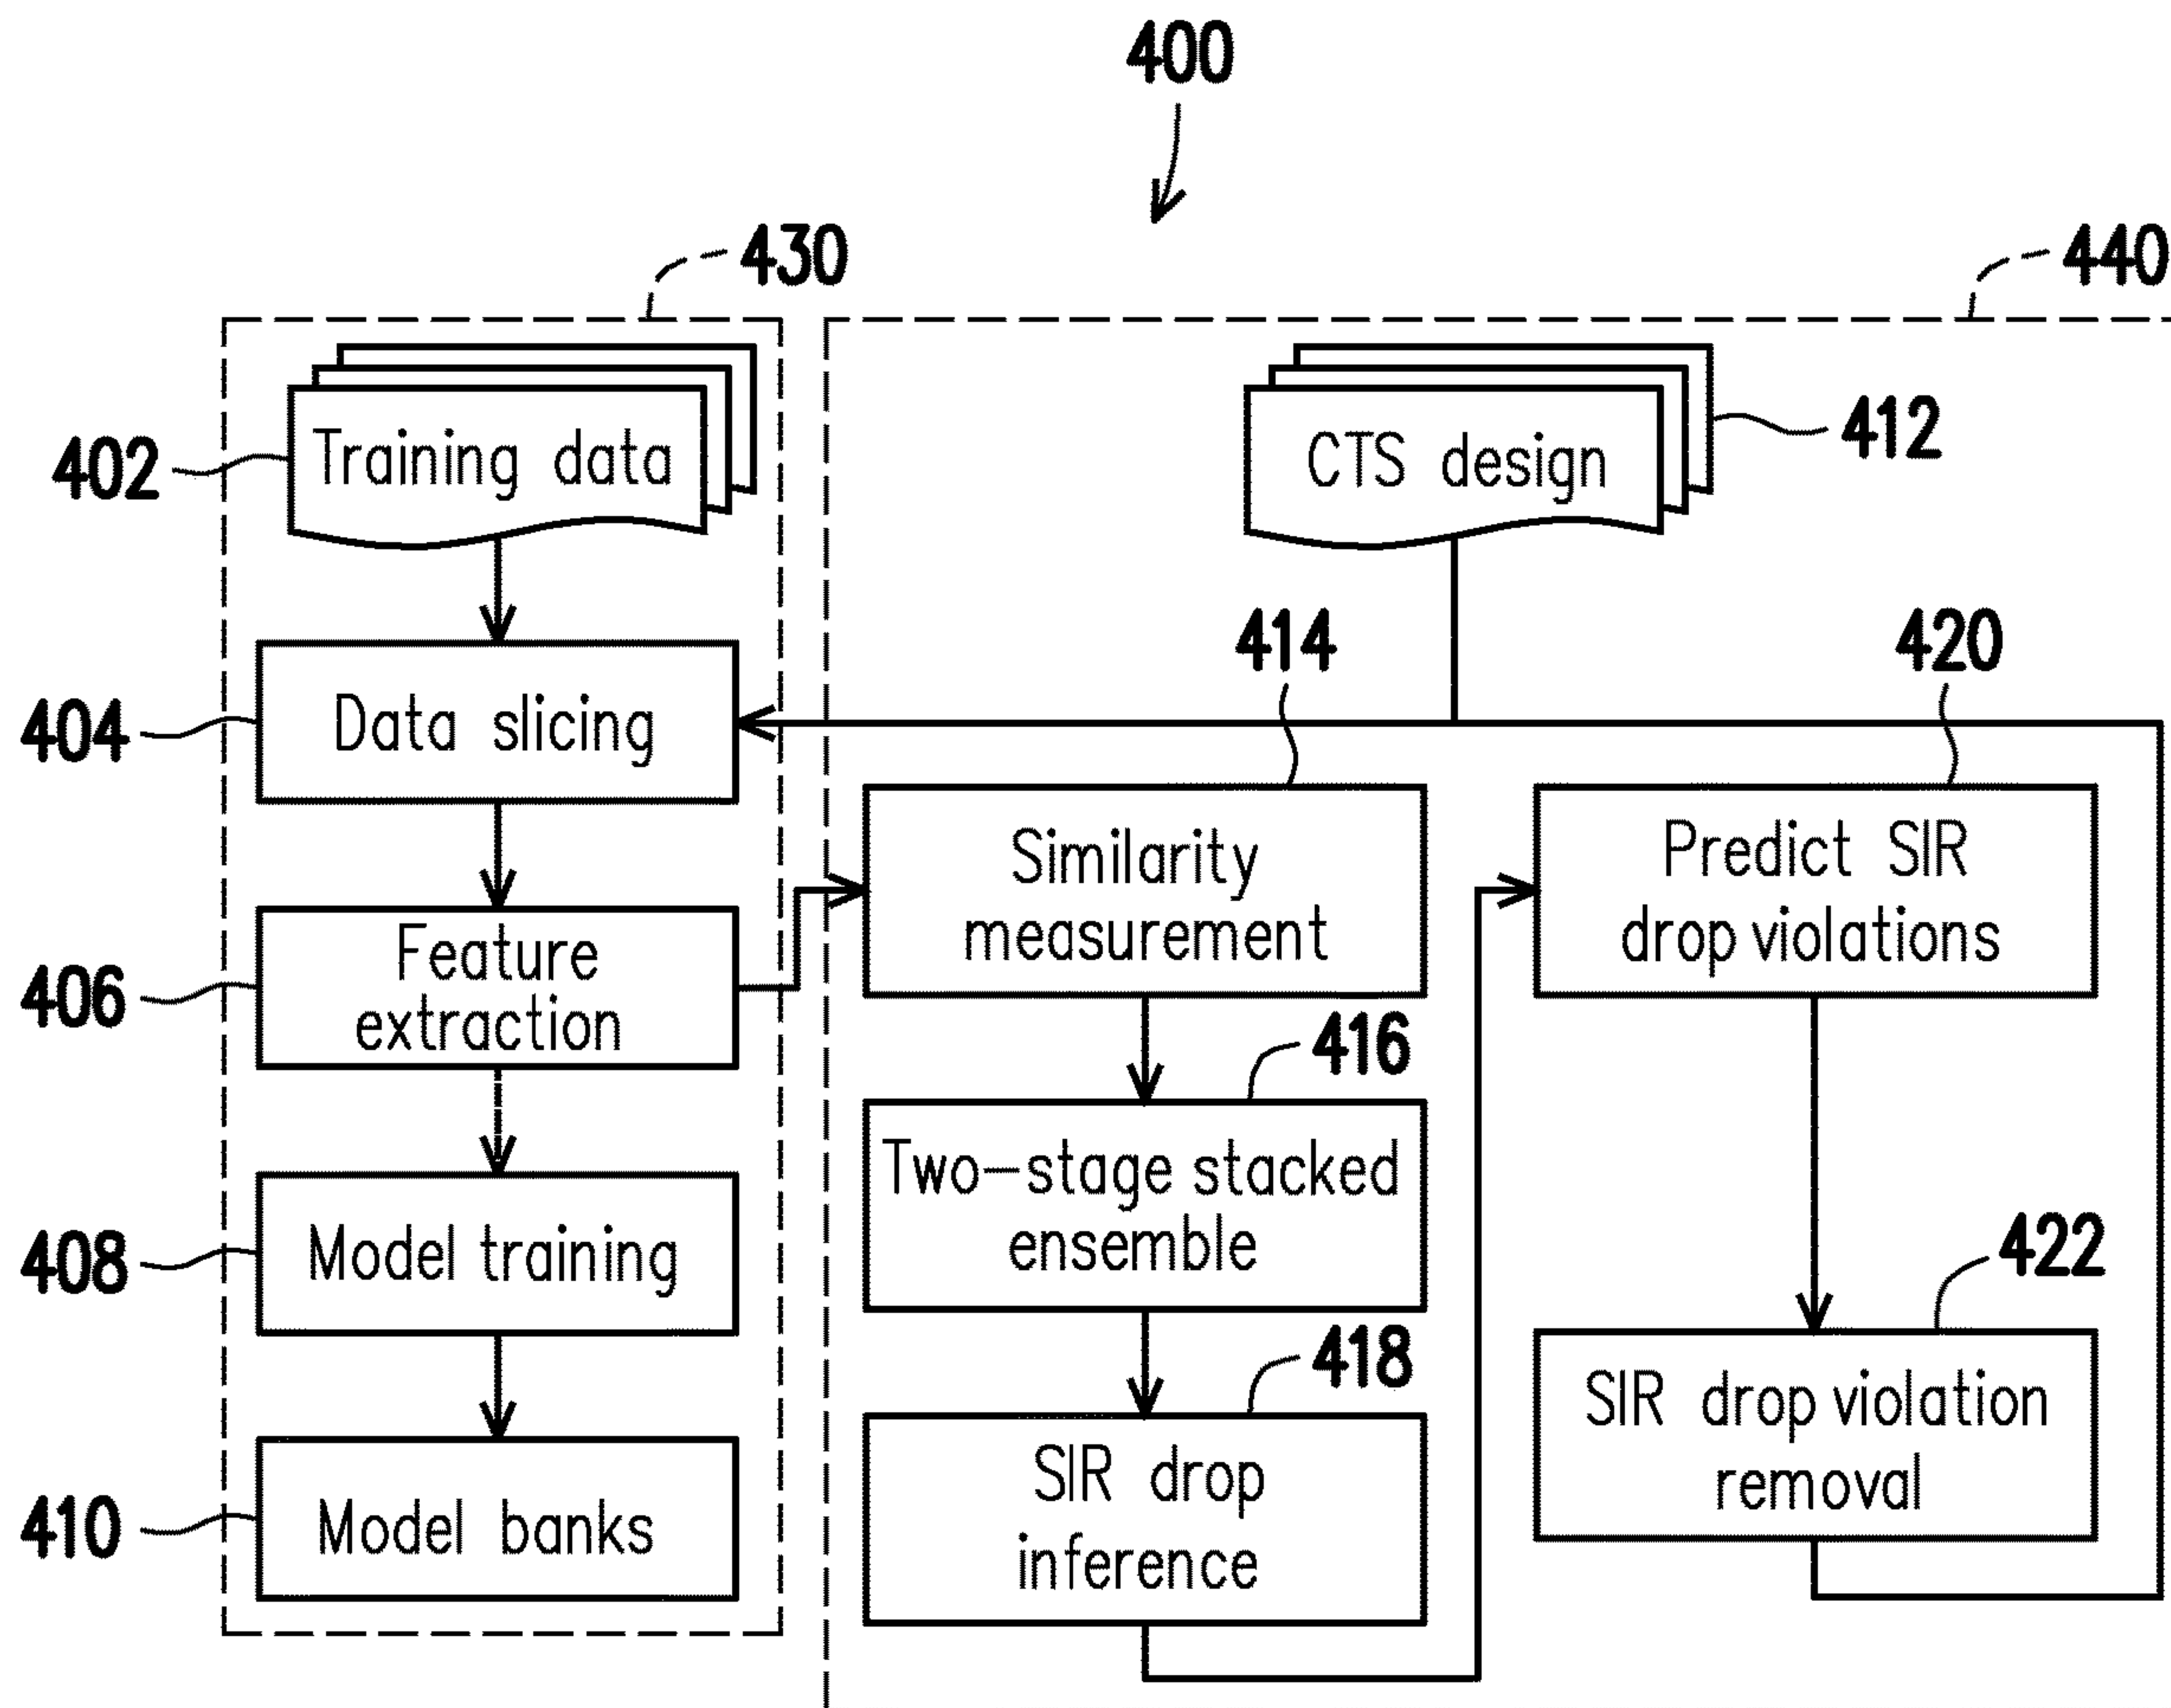 400
430
440
402
Training data
CTS design
412
414
420
404
Data slicing
Similarity
measurement
Predict SIR
drop violations
406
Feature
extraction
416
Two-stage stacked
ensemble
408
Model training
422
418
SIR drop violation
removal
410
Model banks
SIR drop
inference